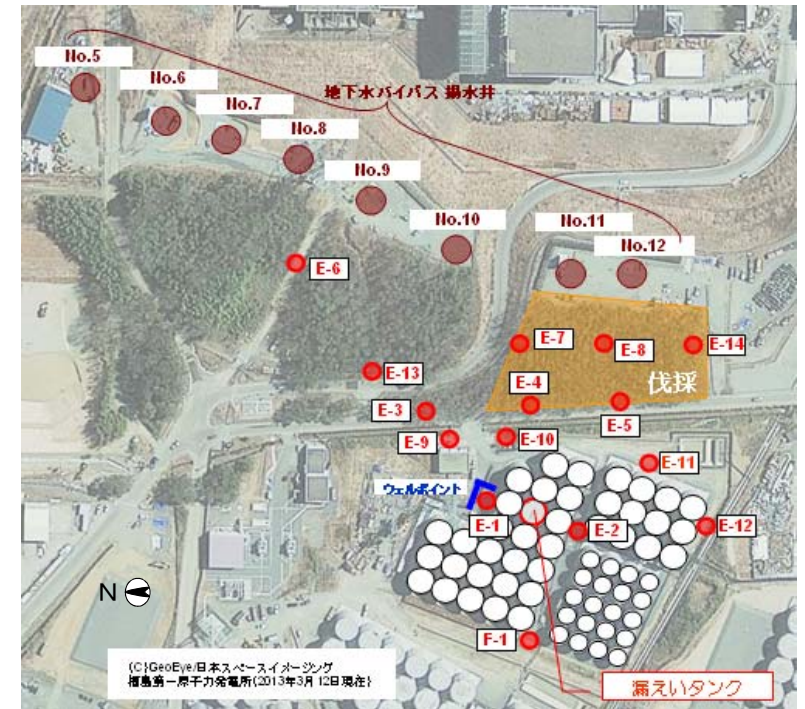 No.5
No.6
No.7
No.8
No.9
No.10
No.11
No.12
地下水バイパス 揚水井
E-6
E-7
E-8
E-14
伐採
E-13
E-4
E-5
E-3
E-9
E-10
E-11
ウェルポイント
E-1
E-2
E-12
N
F-1
(C)GeoEye/日本スペースイメージング
福島第一原子力発電所(2013年3月12日現在)
漏えいタンク